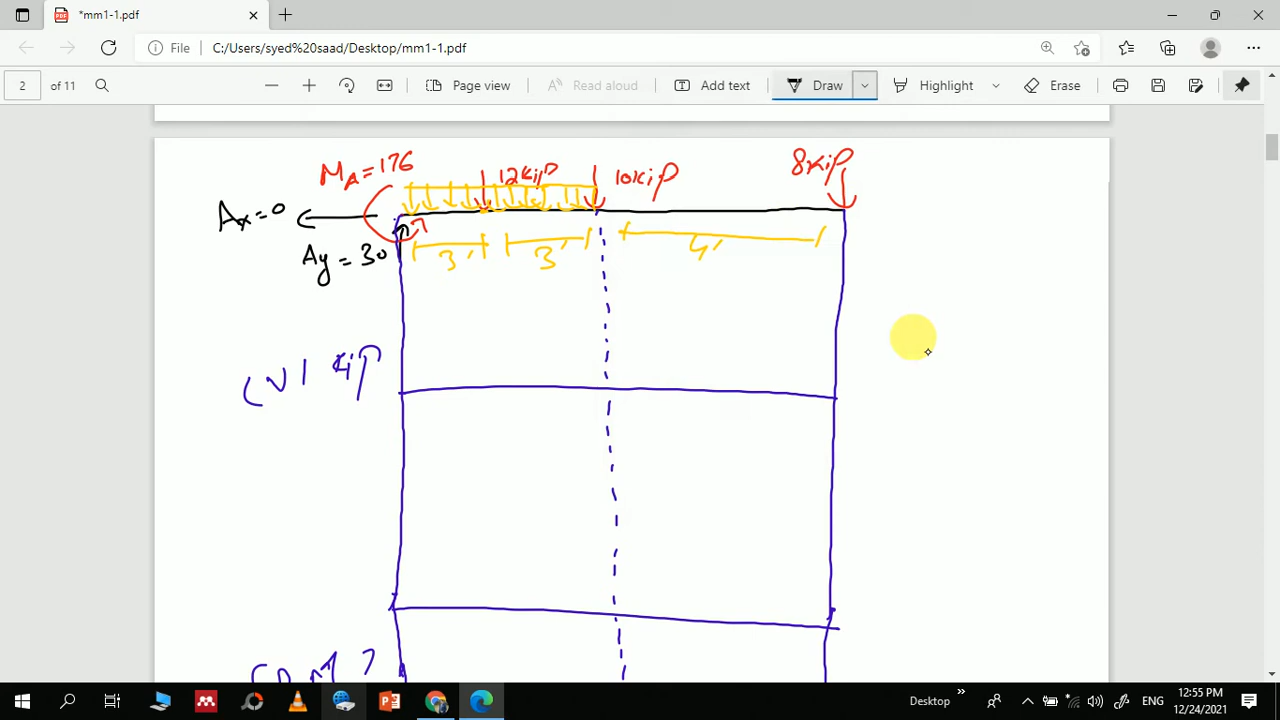 *mm1-1.pdf
File C:/Users/syed%20saad/Desktop/mm1-1.pdf
2 of 11 Page view Read aloud Add text Draw Highlight Erase
MA=176 12kip 10kip 8kip
Ax=0
Ay=30 3' 3' 4'
(V) kip
Desktop ENG 12:55 PM
12/24/2021